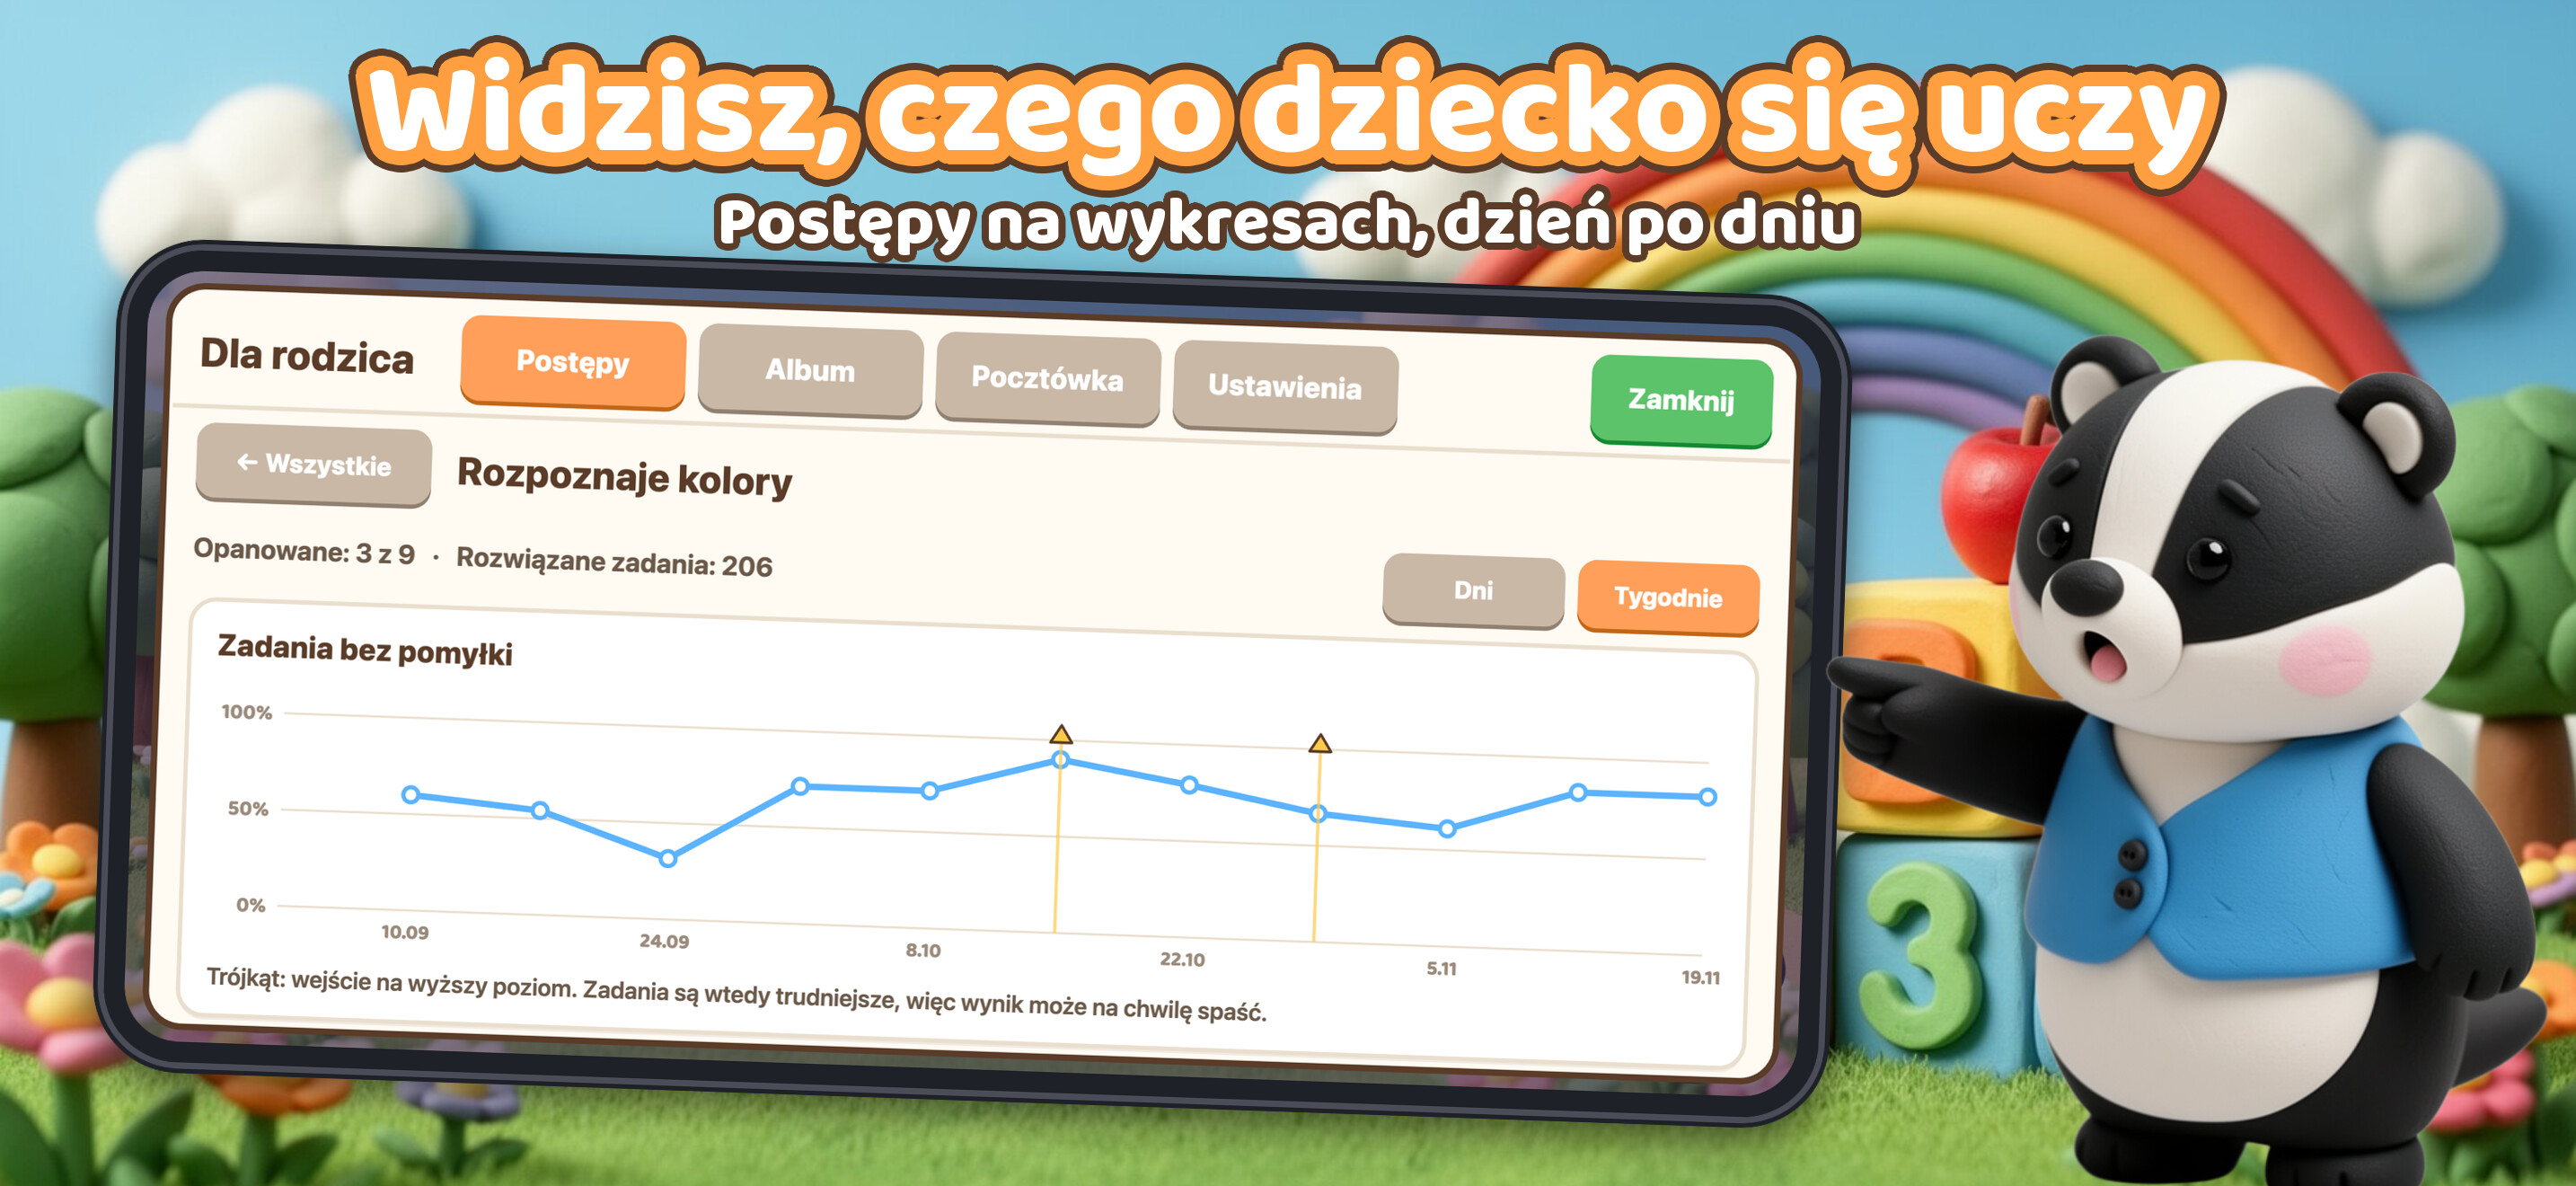 Widzisz, czego dziecko się uczy
Postępy na wykresach, dzień po dniu
Dla rodzica
Postępy
Album
Pocztówka
Ustawienia
Zamknij
← Wszystkie
Rozpoznaje kolory
Opanowane: 3 z 9 · Rozwiązane zadania: 206
Dni
Tygodnie
Zadania bez pomyłki
100%
50%
0%
10.09
24.09
8.10
22.10
5.11
19.11
Trójkąt: wejście na wyższy poziom. Zadania są wtedy trudniejsze, więc wynik może na chwilę spaść.
3